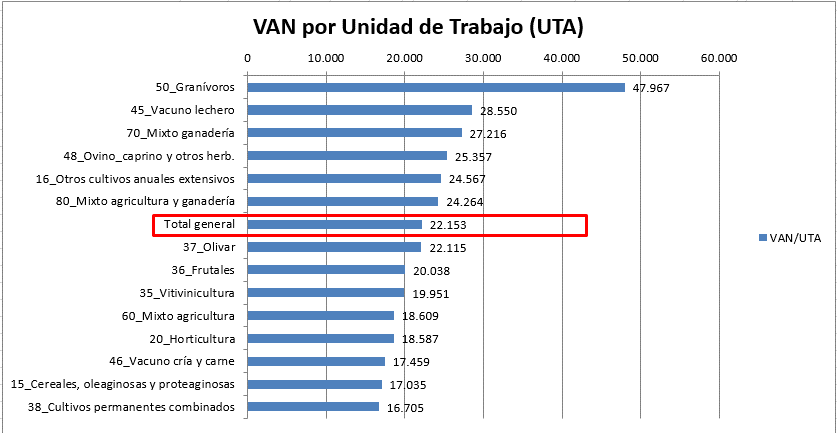 VAN por Unidad de Trabajo (UTA)
0 10.000 20.000 30.000 40.000 50.000 60.000
50_Granívoros 47.967
45_Vacuno lechero 28.550
70_Mixto ganadería 27.216
48_Ovino_caprino y otros herb. 25.357
16_Otros cultivos anuales extensivos 24.567
80_Mixto agricultura y ganadería 24.264
Total general 22.153
37_Olivar 22.115
VAN/UTA
36_Frutales 20.038
35_Vitivinicultura 19.951
60_Mixto agricultura 18.609
20_Horticultura 18.587
46_Vacuno cría y carne 17.459
15_Cereales, oleaginosas y proteaginosas 17.035
38_Cultivos permanentes combinados 16.705